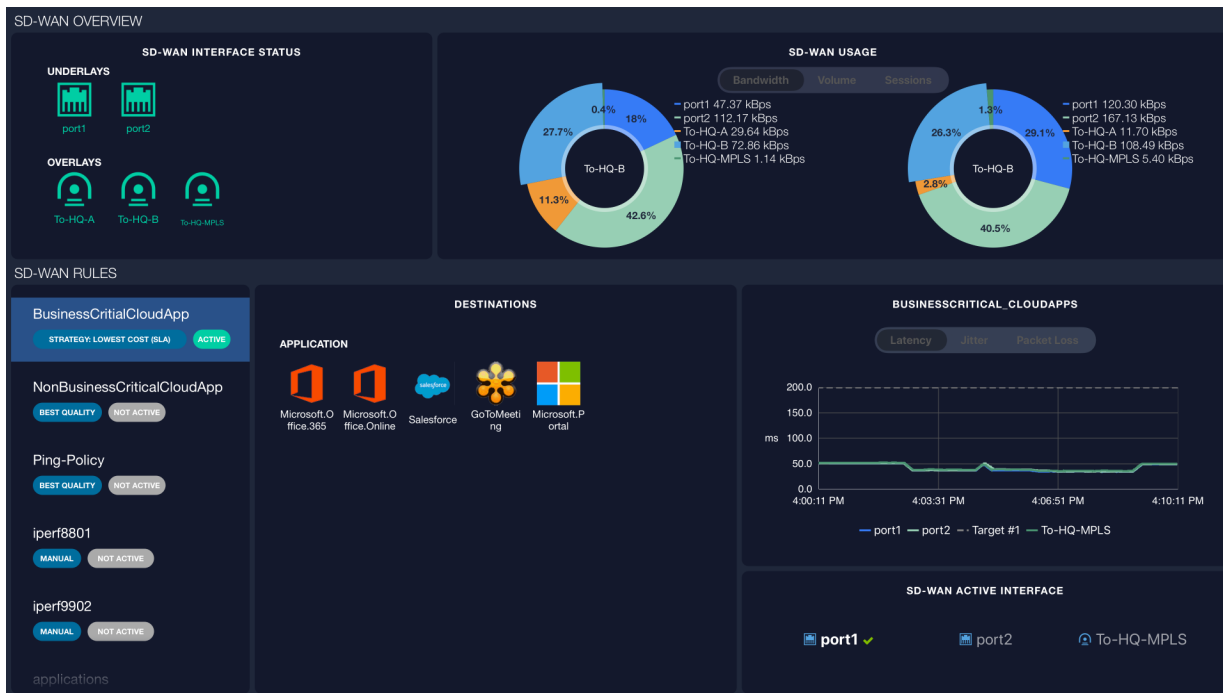 SD-WAN OVERVIEW
SD-WAN INTERFACE STATUS
UNDERLAYS
port1
port2
OVERLAYS
To-HQ-A
To-HQ-B
To-HQ-MPLS
SD-WAN USAGE
Bandwidth
Volume
Sessions
0.4%
18%
27.7%
11.3%
42.6%
To-HQ-B
port1 47.37 kBps
port2 112.17 kBps
To-HQ-A 29.64 kBps
To-HQ-B 72.86 kBps
To-HQ-MPLS 1.14 kBps
1.3%
29.1%
26.3%
2.8%
40.5%
To-HQ-B
port1 120.30 kBps
port2 167.13 kBps
To-HQ-A 11.70 kBps
To-HQ-B 108.49 kBps
To-HQ-MPLS 5.40 kBps
SD-WAN RULES
BusinessCritialCloudApp
STRATEGY: LOWEST COST (SLA)
ACTIVE
NonBusinessCriticalCloudApp
BEST QUALITY
NOT ACTIVE
Ping-Policy
BEST QUALITY
NOT ACTIVE
iperf8801
MANUAL
NOT ACTIVE
iperf9902
MANUAL
NOT ACTIVE
applications
DESTINATIONS
APPLICATION
Microsoft.O
ffice.365
Microsoft.O
ffice.Online
salesforce
Salesforce
GoToMeeti
ng
Microsoft.P
ortal
BUSINESSCRITICAL_CLOUDAPPS
Latency
Jitter
Packet Loss
200.0
150.0
ms 100.0
50.0
0.0
4:00:11 PM
4:03:31 PM
4:06:51 PM
4:10:11 PM
port1
port2
Target #1
To-HQ-MPLS
SD-WAN ACTIVE INTERFACE
port1
port2
To-HQ-MPLS